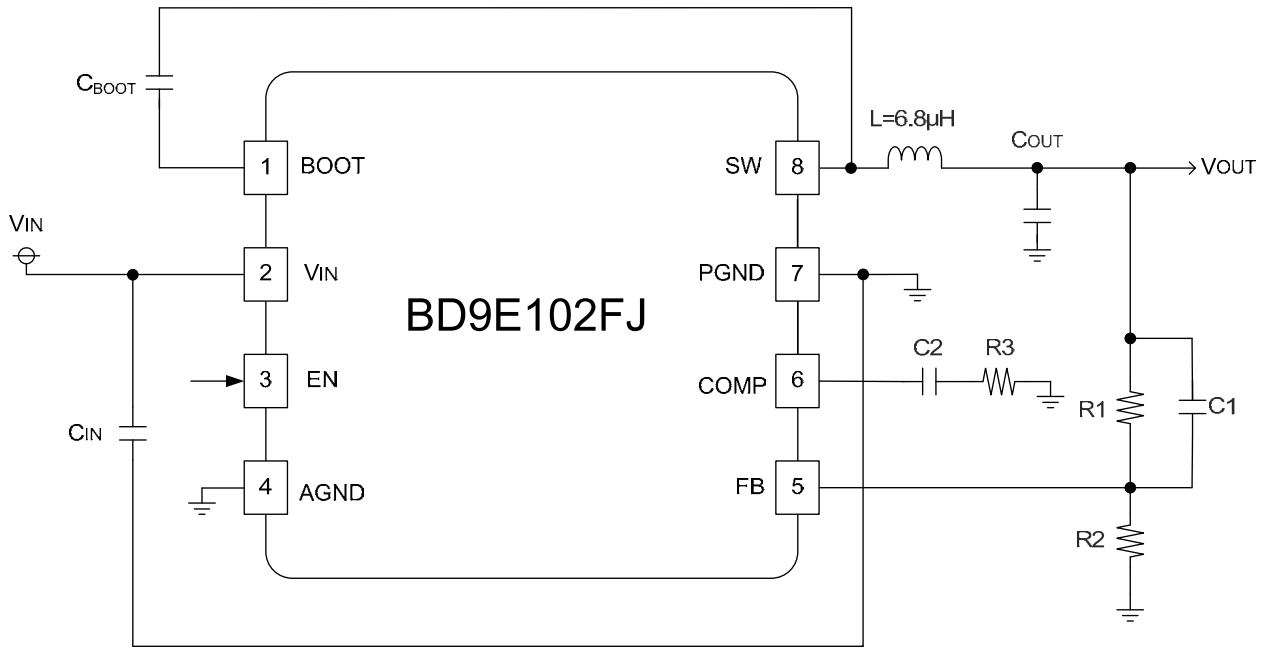 CBOOT
L=6.8µH
COUT
1
BOOT
SW
8
VOUT
VIN
2
VIN
PGND
7
BD9E102FJ
C2
R3
3
EN
COMP
6
R1
C1
CIN
4
AGND
FB
5
R2